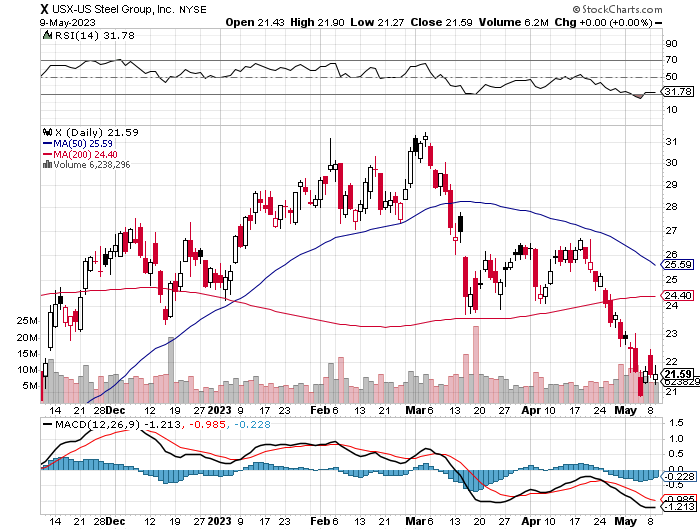 X USX-US Steel Group, Inc. NYSE © StockCharts.com
9-May-2023 Open 21.43 High 21.90 Low 21.27 Close 21.59 Volume 6.2M Chg +0.00 (+0.00%)
RSI(14) 31.78
90
70
50
31.78
10
X (Daily) 21.59
MA(50) 25.59
MA(200) 24.40
Volume 6,238,296
31
30
29
28
27
26
25.59
25
24.40
24
23
22
21.59
6238296
21
25M
20M
15M
10M
5M
14 21 28 Dec 12 19 27 2023 9 17 23 Feb 6 13 21 Mar 6 13 20 27 Apr 10 17 24 May 8
MACD(12,26,9) -1.213, -0.985, -0.228
1.5
1.0
0.5
0.0
-0.228
-0.5
-0.985
-1.213
14 21 28 Dec 12 19 27 2023 9 17 23 Feb 6 13 21 Mar 6 13 20 27 Apr 10 17 24 May 8